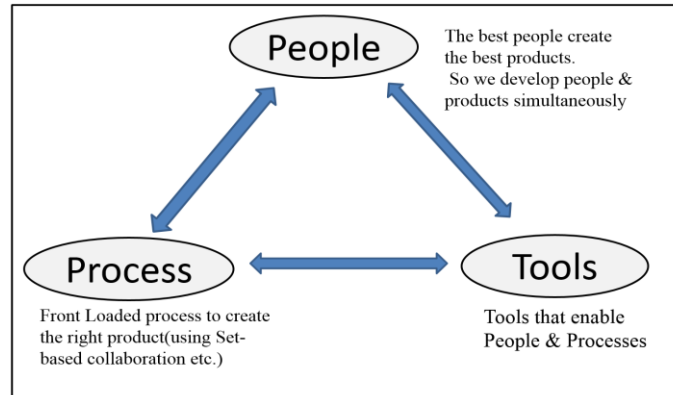 People
The best people create
the best products.
So we develop people &
products simultaneously
Process
Front Loaded process to create
the right product(using Set-
based collaboration etc.)
Tools
Tools that enable
People & Processes